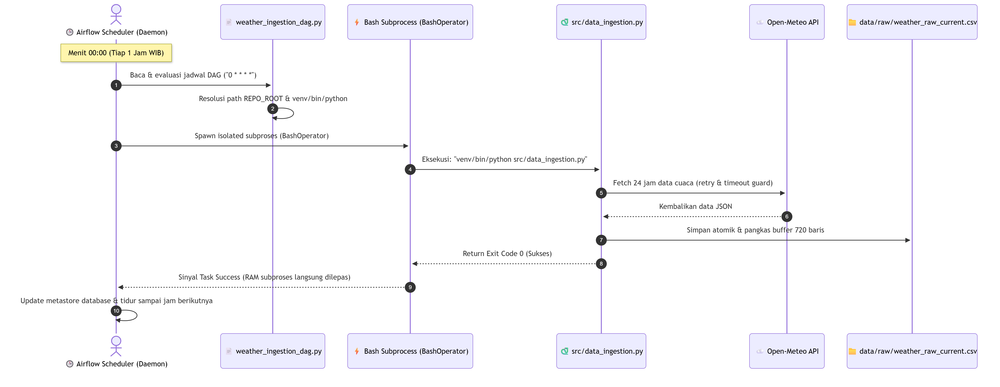 Airflow Scheduler (Daemon)
weather_ingestion_dag.py
Bash Subprocess (BashOperator)
src/data_ingestion.py
Open-Meteo API
data/raw/weather_raw_current.csv
Menit 00:00 (Tiap 1 Jam WIB)
Baca & evaluasi jadwal DAG ("0 * * * *")
1
Resolusi path REPO_ROOT & venv/bin/python
2
Spawn isolated subproses (BashOperator)
3
Eksekusi: "venv/bin/python src/data_ingestion.py"
4
Fetch 24 jam data cuaca (retry & timeout guard)
5
Kembalikan data JSON
6
Simpan atomik & pangkas buffer 720 baris
7
Return Exit Code 0 (Sukses)
8
Sinyal Task Success (RAM subproses langsung dilepas)
9
Update metastore database & tidur sampai jam berikutnya
10
Airflow Scheduler (Daemon)
weather_ingestion_dag.py
Bash Subprocess (BashOperator)
src/data_ingestion.py
Open-Meteo API
data/raw/weather_raw_current.csv